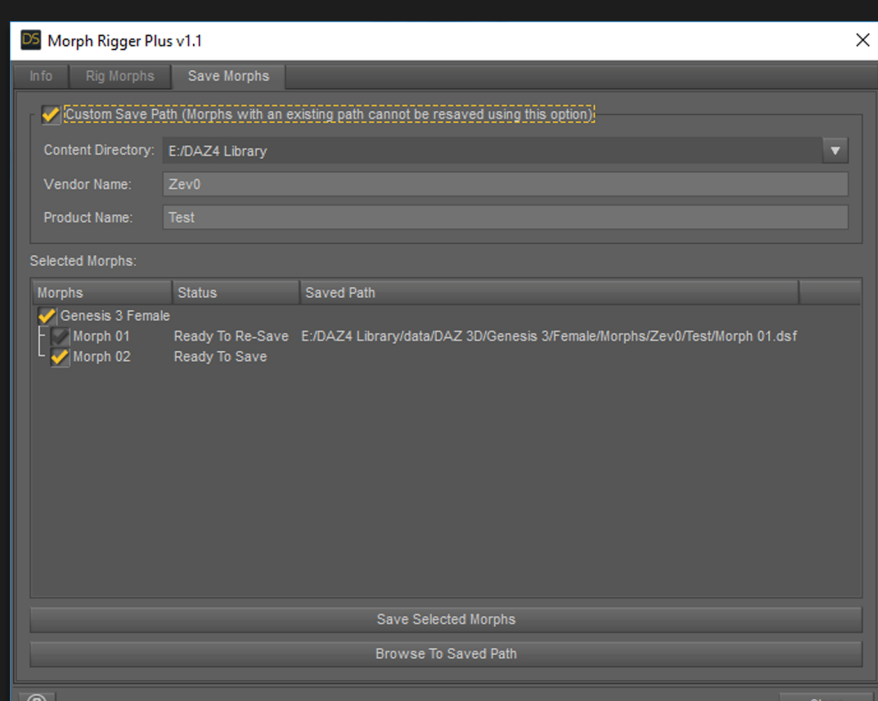 DS Morph Rigger Plus v1.1
Info Rig Morphs Save Morphs
Custom Save Path (Morphs with an existing path cannot be resaved using this option)
Content Directory: E:/DAZ4 Library
Vendor Name: Zev0
Product Name: Test
Selected Morphs:
Morphs Status Saved Path
Genesis 3 Female
Morph 01 Ready To Re-Save E:/DAZ4 Library/data/DAZ 3D/Genesis 3/Female/Morphs/Zev0/Test/Morph 01.dsf
Morph 02 Ready To Save
Save Selected Morphs
Browse To Saved Path